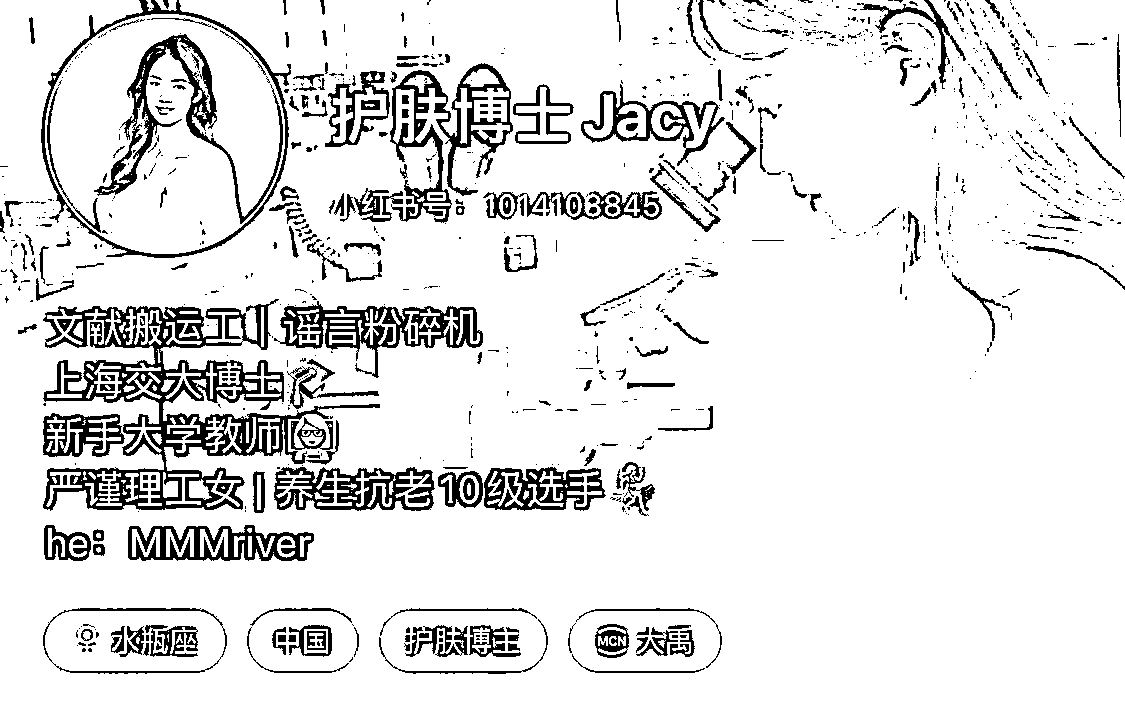 护肤博士 Jacy
小红书号：1014108845
文献搬运工 | 谣言粉碎机
上海交大博士
新手大学教师
严谨理工女 | 养生抗老10级选手
he：MMMriver
水瓶座
中国
护肤博主
MCN 大禹